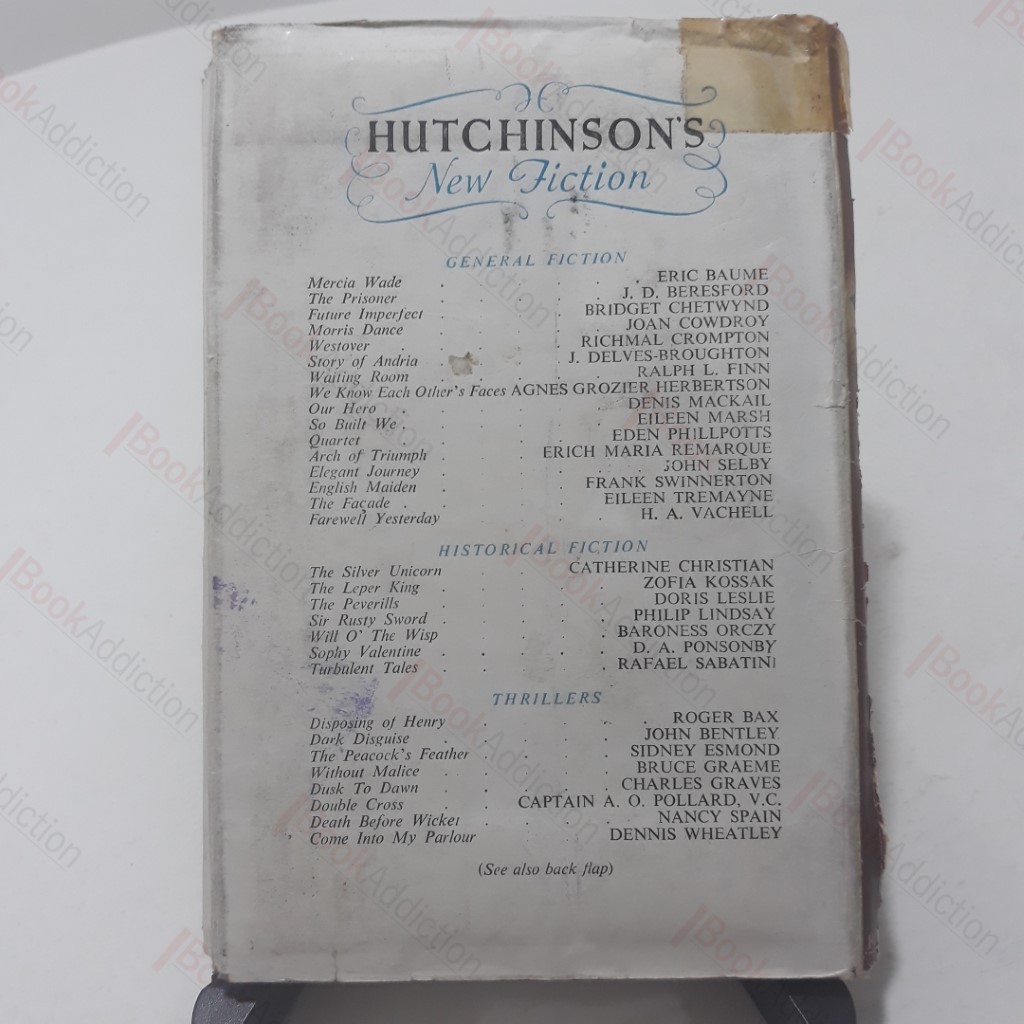 HUTCHINSON'S
New Fiction
GENERAL FICTION
Mercia Wade . . . . . ERIC BAUME
The Prisoner . . . . . J. D. BERESFORD
Future Imperfect . . . . BRIDGET CHETWYND
Morris Dance . . . . . JOAN COWDROY
Westover . . . . . RICHMAL CROMPTON
Story of Andria . . . . J. DELVES-BROUGHTON
Waiting Room . . . . . RALPH L. FINN
We Know Each Other's Faces AGNES GROZIER HERBERTSON
Our Hero . . . . . DENIS MACKAIL
So Built We . . . . . EILEEN MARSH
Quartet . . . . . EDEN PHILLPOTTS
Arch of Triumph . . . ERICH MARIA REMARQUE
Elegant Journey . . . . . JOHN SELBY
English Maiden . . . . FRANK SWINNERTON
The Façade . . . . . EILEEN TREMAYNE
Farewell Yesterday . . . . H. A. VACHELL
HISTORICAL FICTION
The Silver Unicorn . . . CATHERINE CHRISTIAN
The Leper King . . . . ZOFIA KOSSAK
The Peverills . . . . . DORIS LESLIE
Sir Rusty Sword . . . . . PHILIP LINDSAY
Will O' The Wisp . . . . BARONESS ORCZY
Sophy Valentine . . . . . D. A. PONSONBY
Turbulent Tales . . . . . RAFAEL SABATINI
THRILLERS
Disposing of Henry . . . . . ROGER BAX
Dark Disguise . . . . . JOHN BENTLEY
The Peacock's Feather . . . . SIDNEY ESMOND
Without Malice . . . . . BRUCE GRAEME
Dusk To Dawn . . . . . CHARLES GRAVES
Double Cross . . CAPTAIN A. O. POLLARD, V.C.
Death Before Wicket . . . . . NANCY SPAIN
Come Into My Parlour . . . DENNIS WHEATLEY
(See also back flap)
BookAddiction